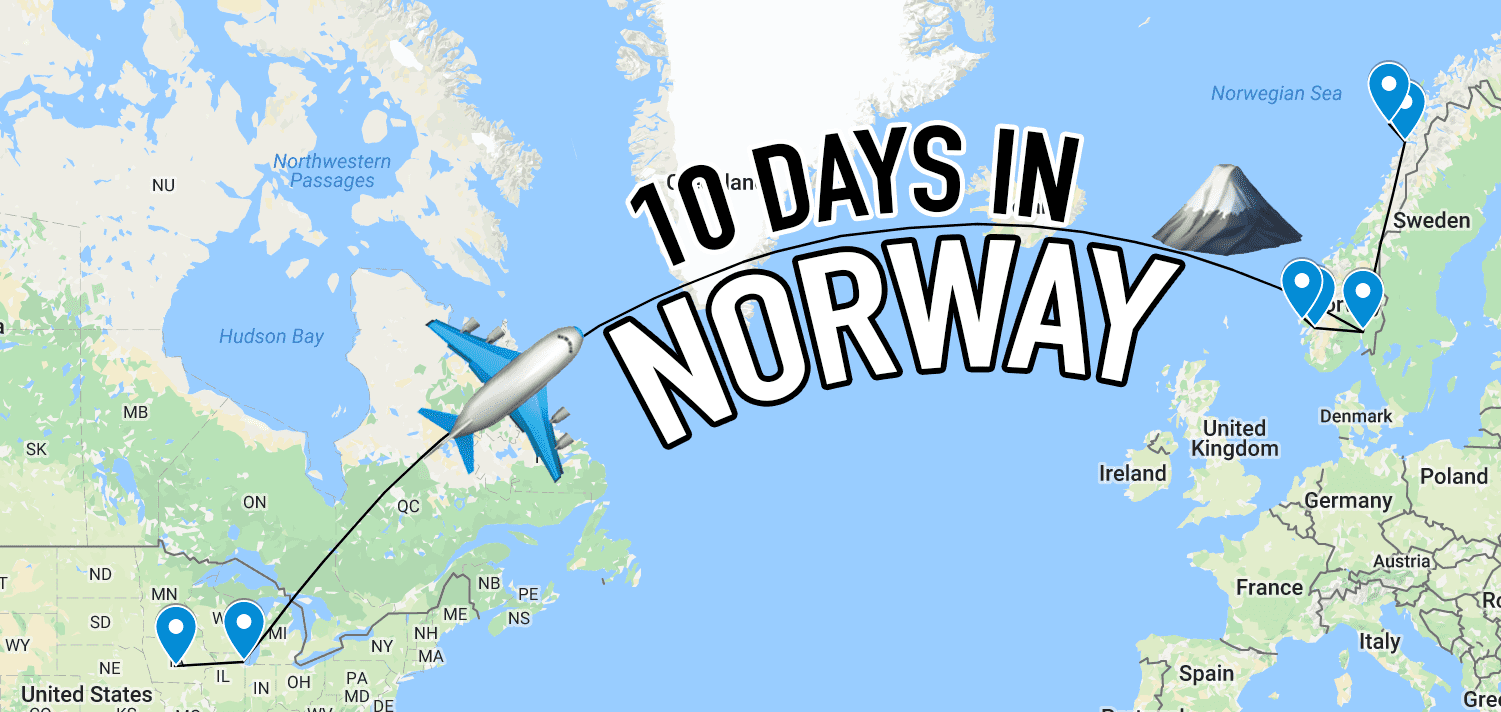 10 DAYS IN
NORWAY
Norwegian Sea
Northwestern
Passages
NU
Sweden
Hudson Bay
MB
SK
ON
QC
Denmark
United
Kingdom
Ireland
Poland
Germany
Austria
France
Italy
Spain
ND
MN
SD
WY
NE
MI
IL
IN
OH
PA
MD
DE
NY
NH
MA
ME
NB
PE
NS
United States